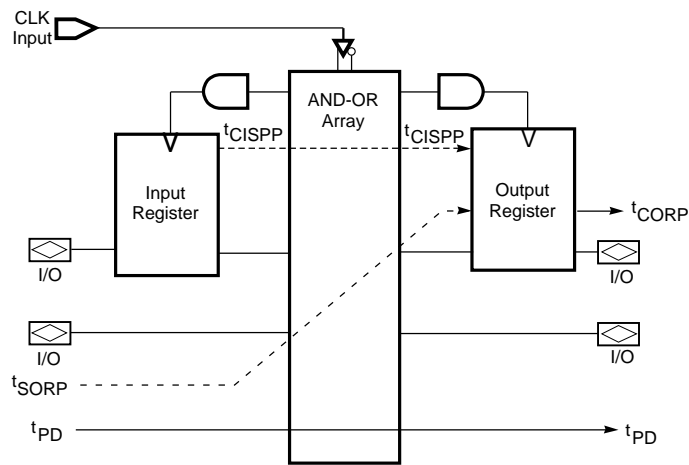 CLK
Input
AND-OR
Array
tCISPP
tCISPP
Input
Register
Output
Register
tCORP
I/O
I/O
I/O
I/O
tSORP
tPD
tPD